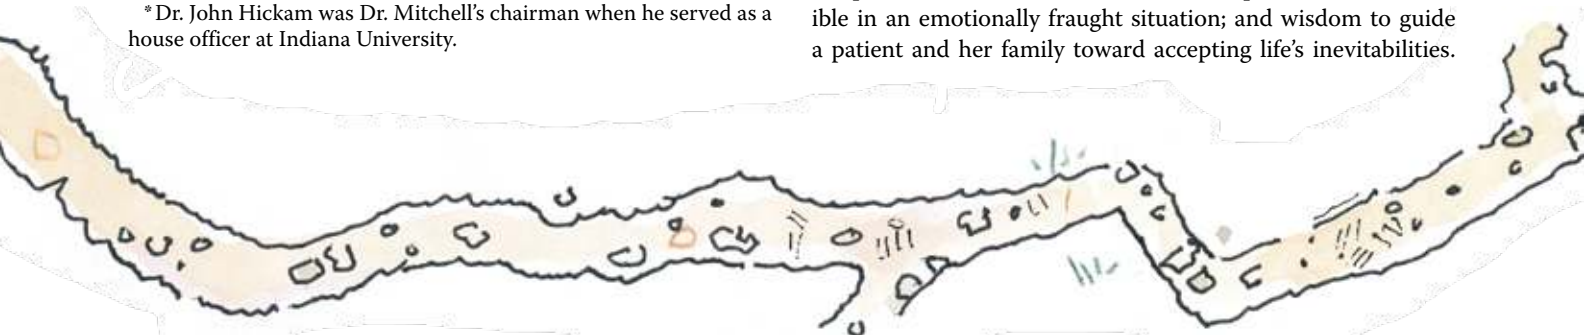 *Dr. John Hickam was Dr. Mitchell’s chairman when he served as a
house officer at Indiana University.
ible in an emotionally fraught situation; and wisdom to guide
a patient and her family toward accepting life’s inevitabilities.